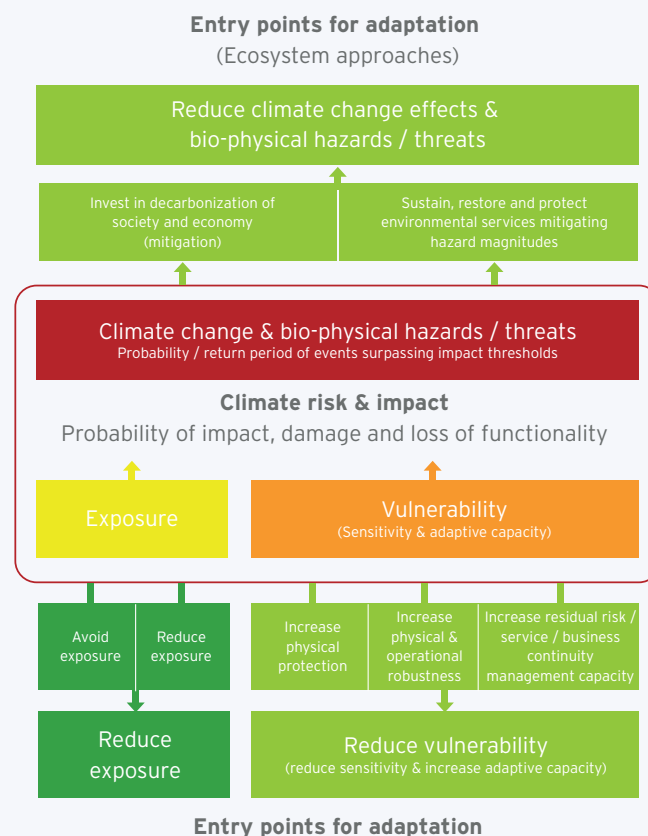 Entry points for adaptation
(Ecosystem approaches)
Reduce climate change effects &
bio-physical hazards / threats
Invest in decarbonization of
society and economy
(mitigation)
Sustain, restore and protect
environmental services mitigating
hazard magnitudes
Climate change & bio-physical hazards / threats
Probability / return period of events surpassing impact thresholds
Climate risk & impact
Probability of impact, damage and loss of functionality
Exposure
Vulnerability
(Sensitivity & adaptive capacity)
Avoid
exposure
Reduce
exposure
Increase
physical
protection
Increase
physical &
operational
robustness
Increase residual risk /
service / business
continuity
management capacity
Reduce
exposure
Reduce vulnerability
(reduce sensitivity & increase adaptive capacity)
Entry points for adaptation